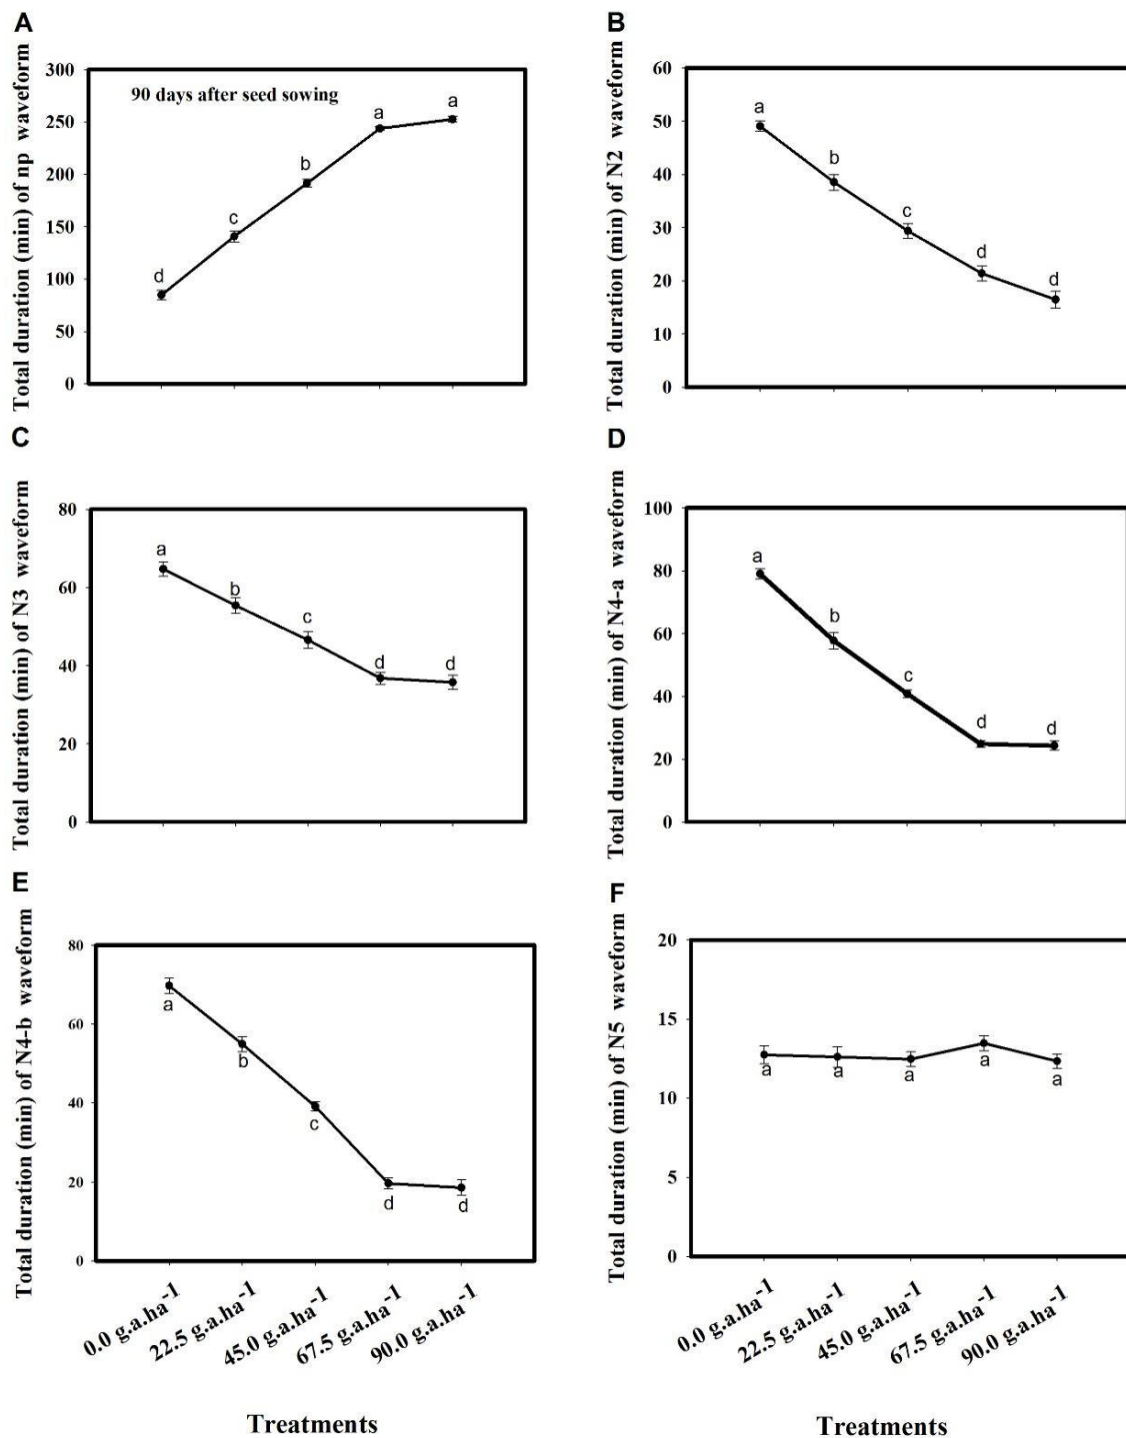 A
Total duration (min) of np waveform
300
250
200
150
100
50
0
90 days after seed sowing
d
c
b
a
a
B
Total duration (min) of N2 waveform
60
50
40
30
20
10
0
a
b
c
d
d
C
Total duration (min) of N3 waveform
80
60
40
20
0
a
b
c
d
d
D
Total duration (min) of N4-a waveform
100
80
60
40
20
0
a
b
c
d
d
E
Total duration (min) of N4-b waveform
80
60
40
20
0
a
b
c
d
d
0.0 g.a.ha-1
22.5 g.a.ha-1
45.0 g.a.ha-1
67.5 g.a.ha-1
90.0 g.a.ha-1
Treatments
F
Total duration (min) of N5 waveform
20
15
10
5
0
a
a
a
a
a
0.0 g.a.ha-1
22.5 g.a.ha-1
45.0 g.a.ha-1
67.5 g.a.ha-1
90.0 g.a.ha-1
Treatments